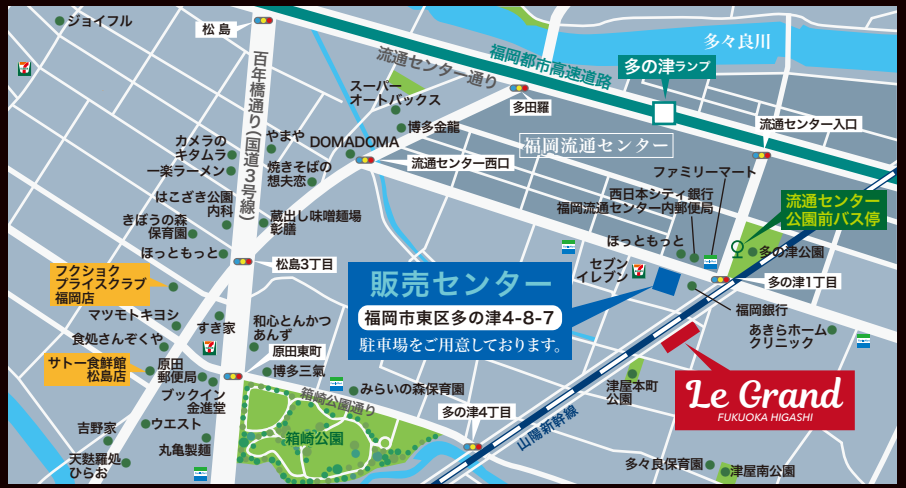 ジョイフル
松島
流通センター通り
福岡都市高速道路
多々良川
多の津ランプ
百年橋通り(国道3号線)
スーパー
オートバックス
多田羅
博多金龍
流通センター入口
カメラの
キタムラ
やまや
DOMADOMA
福岡流通センター
一楽ラーメン
焼きそばの
想夫恋
流通センター西口
ファミリーマート
はこざき公園
内科
西日本シティ銀行
福岡流通センター内郵便局
流通センター
公園前バス停
きぼうの森
保育園
蔵出し味噌麺場
彰膳
ほっともっと
ほっともっと
多の津公園
松島3丁目
セブン
イレブン
フクショク
プライスクラブ
福岡店
販売センター
福岡市東区多の津4-8-7
駐車場をご用意しております。
多の津1丁目
マツモトキヨシ
福岡銀行
すき家
和心とんかつ
あんず
あきらホーム
クリニック
食処さんぞくや
原田東町
サトー食鮮館
松島店
原田
郵便局
博多三氣
みらいの森保育園
津屋本町
公園
Le Grand
FUKUOKA HIGASHI
ブックイン
金進堂
箱崎公園通り
多の津4丁目
山陽新幹線
吉野家
ウエスト
箱崎公園
丸亀製麺
天麩羅処
ひらお
多々良保育園
津屋南公園